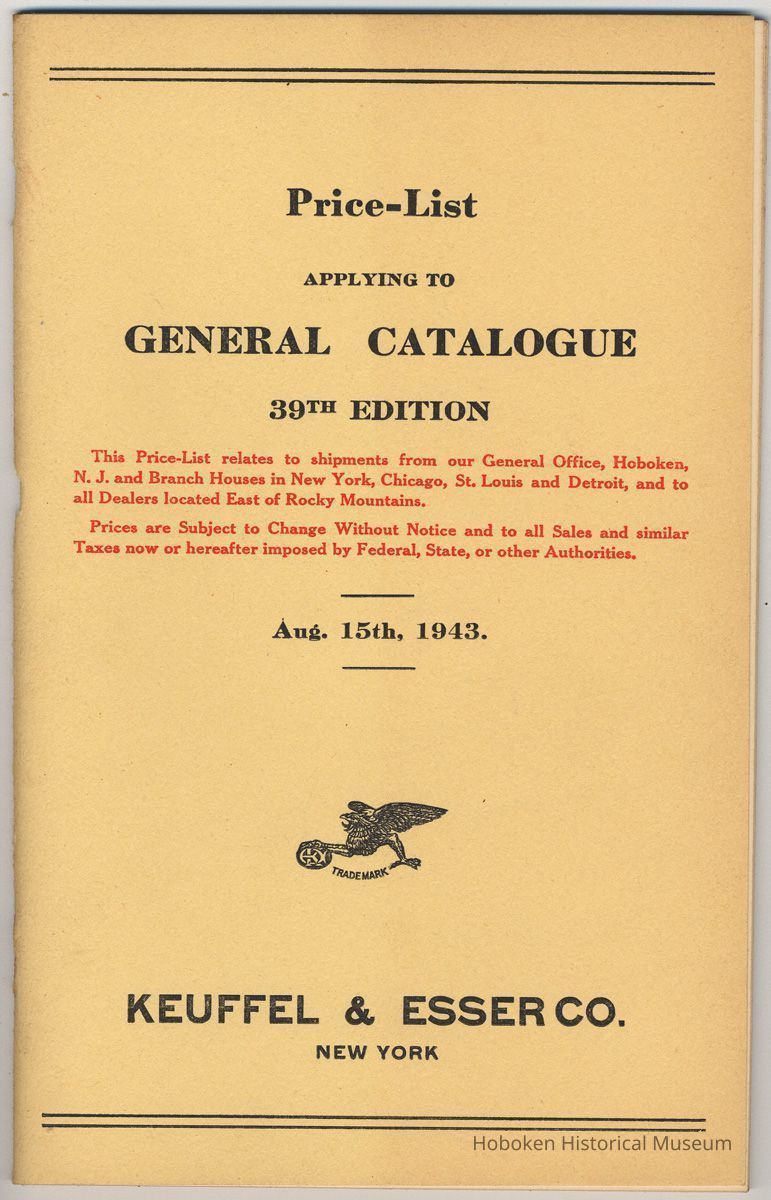 Price-List
APPLYING TO
GENERAL CATALOGUE
39TH EDITION
This Price-List relates to shipments from our General Office, Hoboken,
N. J. and Branch Houses in New York, Chicago, St. Louis and Detroit, and to
all Dealers located East of Rocky Mountains.
Prices are Subject to Change Without Notice and to all Sales and similar
Taxes now or hereafter imposed by Federal, State, or other Authorities.
Aug. 15th, 1943.
TRADE MARK
KEUFFEL & ESSER CO.
NEW YORK
Hoboken Historical Museum